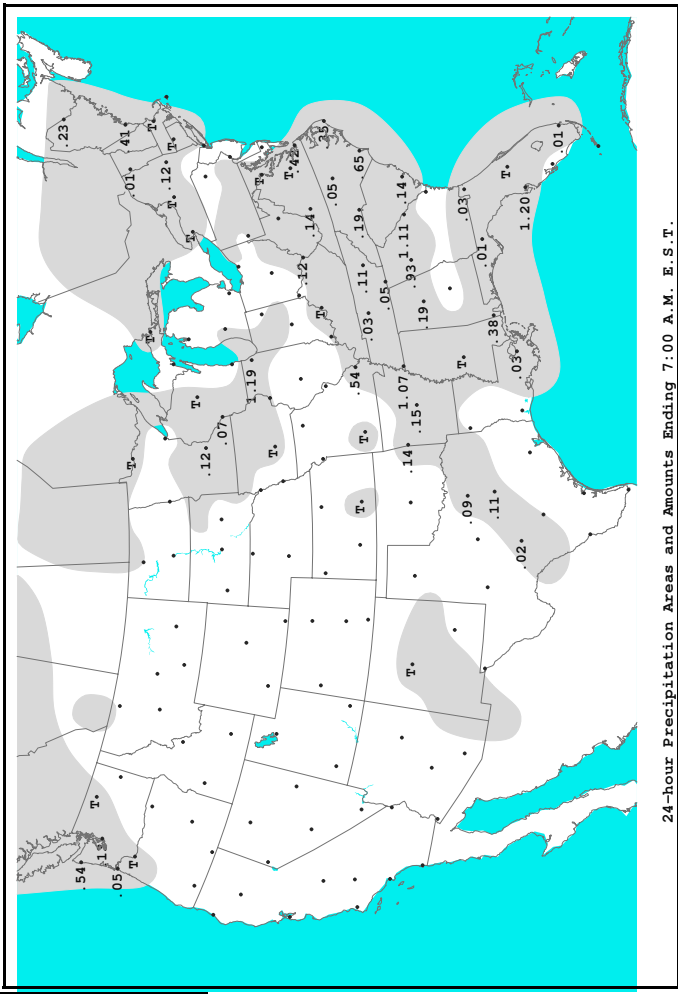 .23
.54
T
.13
.05
.41
.01
T
T
T
T
.12
T
T
T
T
.12
.07
1.19
T
T
T
.42
.12
.14
T
.35
.05
.54
.65
.19
T
.11
T
.03
.05
.14
1.11
1.07
.14
.93
T
.15
.19
T
.03
.09
.01
.38
.11
T
.03
.02
1.20
.01
24-hour Precipitation Areas and Amounts Ending 7:00 A.M. E.S.T.